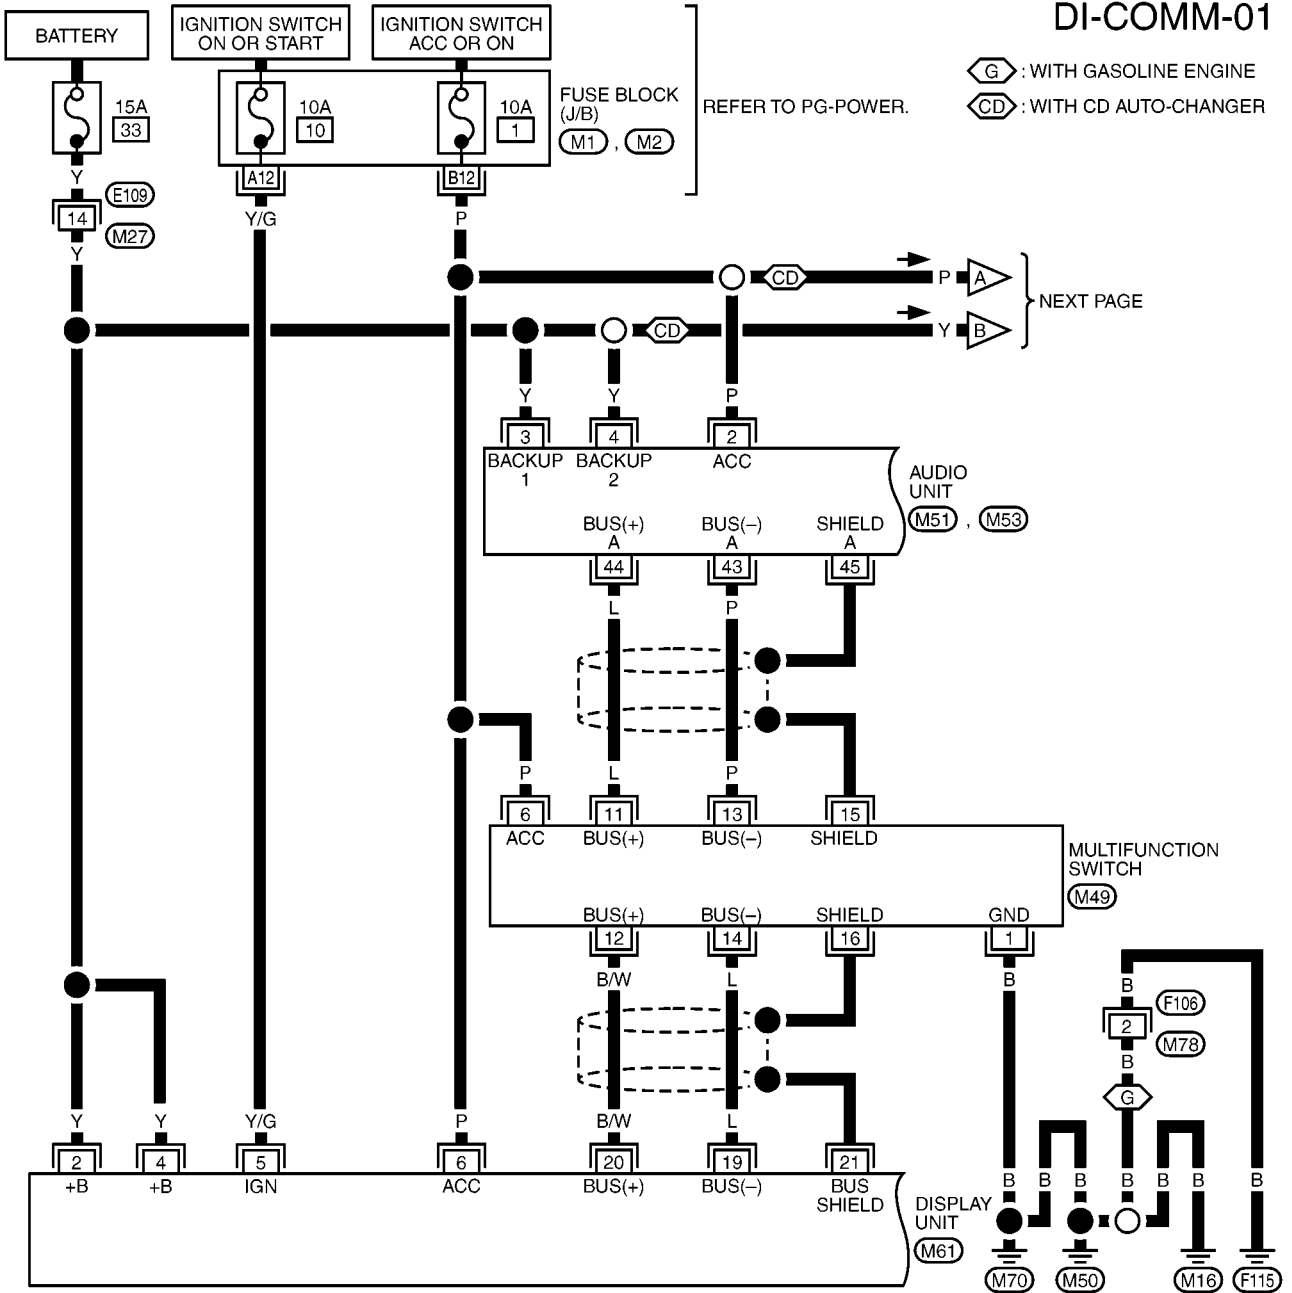 DI-COMM-01
BATTERY
IGNITION SWITCH
ON OR START
IGNITION SWITCH
ACC OR ON
G : WITH GASOLINE ENGINE
CD : WITH CD AUTO-CHANGER
15A
33
10A
10
10A
1
FUSE BLOCK
(J/B)
M1 , M2
REFER TO PG-POWER.
A12
B12
Y
E109
14
M27
Y
Y/G
P
CD
P
A
CD
Y
B
NEXT PAGE
Y
Y
P
3
4
2
BACKUP
1
BACKUP
2
ACC
AUDIO
UNIT
M51 , M53
BUS(+)
A
BUS(–)
A
SHIELD
A
44
43
45
L
P
P
L
P
6
11
13
15
ACC
BUS(+)
BUS(–)
SHIELD
MULTIFUNCTION
SWITCH
M49
BUS(+)
BUS(–)
SHIELD
GND
12
14
16
1
B/W
L
B
B
F106
2
M78
B
G
Y
Y
Y/G
P
B/W
L
2
4
5
6
20
19
21
+B
+B
IGN
ACC
BUS(+)
BUS(–)
BUS
SHIELD
DISPLAY
UNIT
M61
B
B
B
B
B
B
B
M70
M50
M16
F115